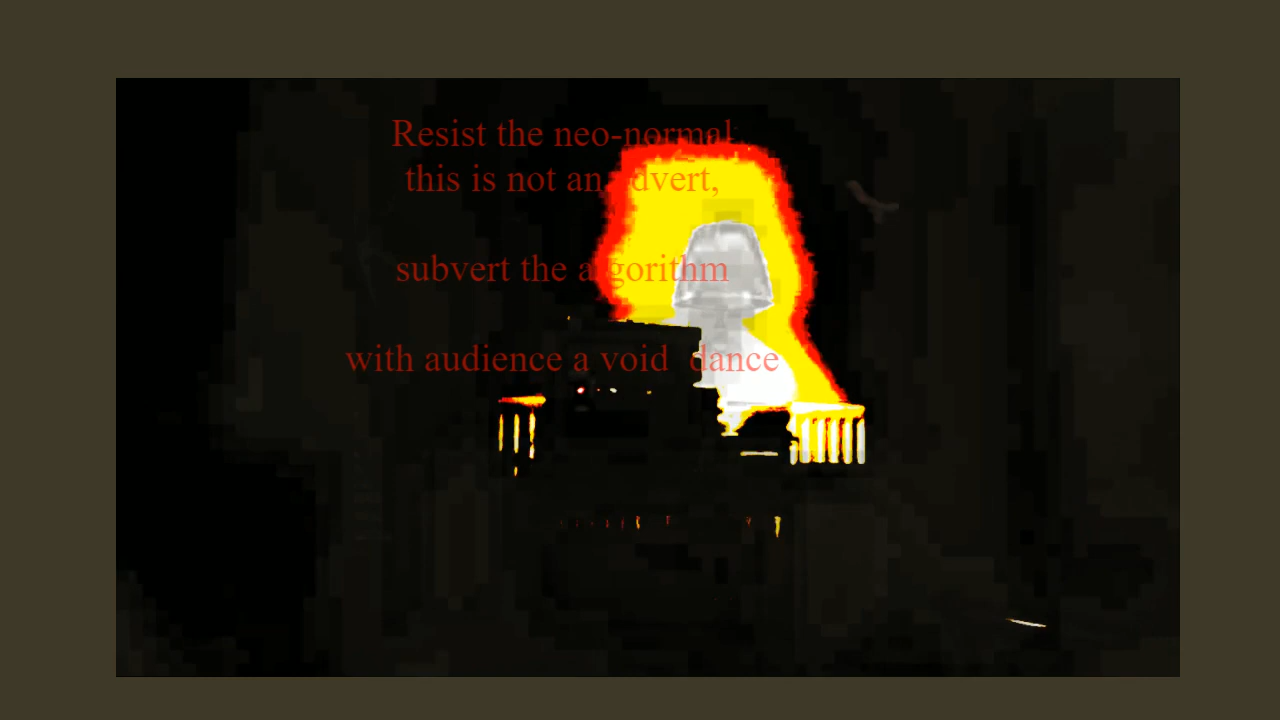 Resist the neo-normal
this is not an advert,
subvert the algorithm
with audience a void dance